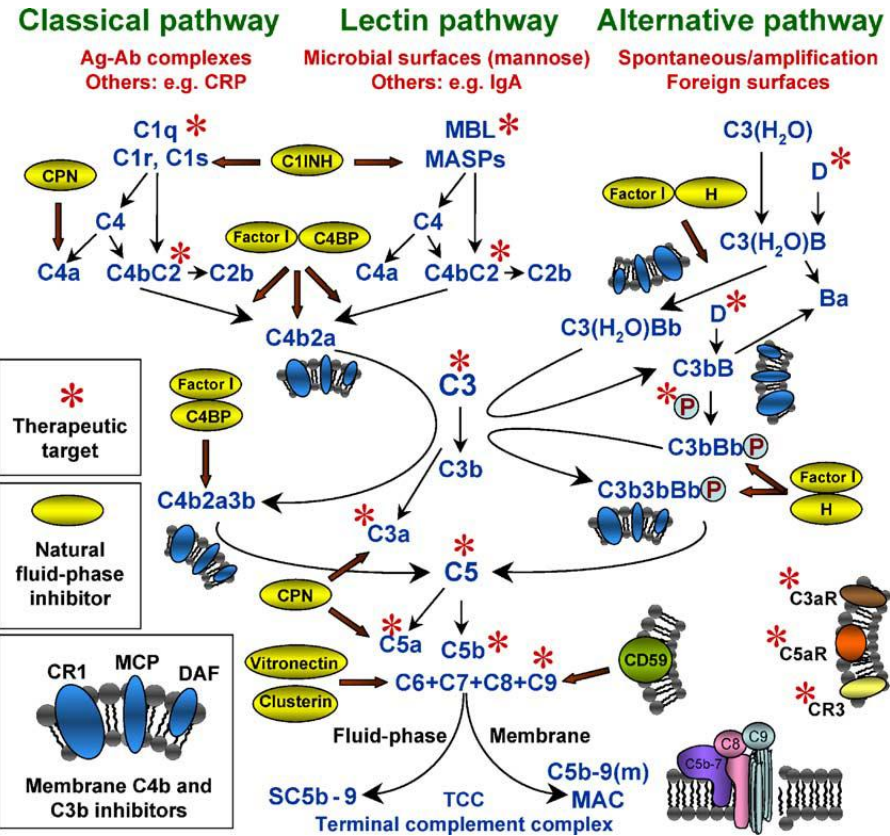 Classical pathway
Lectin pathway
Alternative pathway
Ag-Ab complexes
Others: e.g. CRP
Microbial surfaces (mannose)
Others: e.g. IgA
Spontaneous/amplification
Foreign surfaces
C1q *
C1r, C1s
C1INH
MBL *
MASPs
C3(H₂O)
D *
CPN
C4
Factor I
C4BP
C4
Factor I
H
C3(H₂O)B
C4a
C4bC2 *
C2b
C4a
C4bC2 *
C2b
Ba
C4b2a
C3(H₂O)Bb
D *
*
Therapeutic
target
Factor I
C4BP
*
C3
C3bB
* P
C3b
C3bBb P
C4b2a3b
C3b3bBb P
Factor I
H
Natural
fluid-phase
inhibitor
* C3a
*
C5
CPN
* C3aR
* C5a
C5b *
CD59
* C5aR
Vitronectin
Clusterin
C6+C7+C8+C9 *
* CR3
CR1
MCP
DAF
Membrane C4b and
C3b inhibitors
Fluid-phase
Membrane
C5b-7
C8
C9
SC5b-9
TCC
C5b-9(m)
MAC
Terminal complement complex